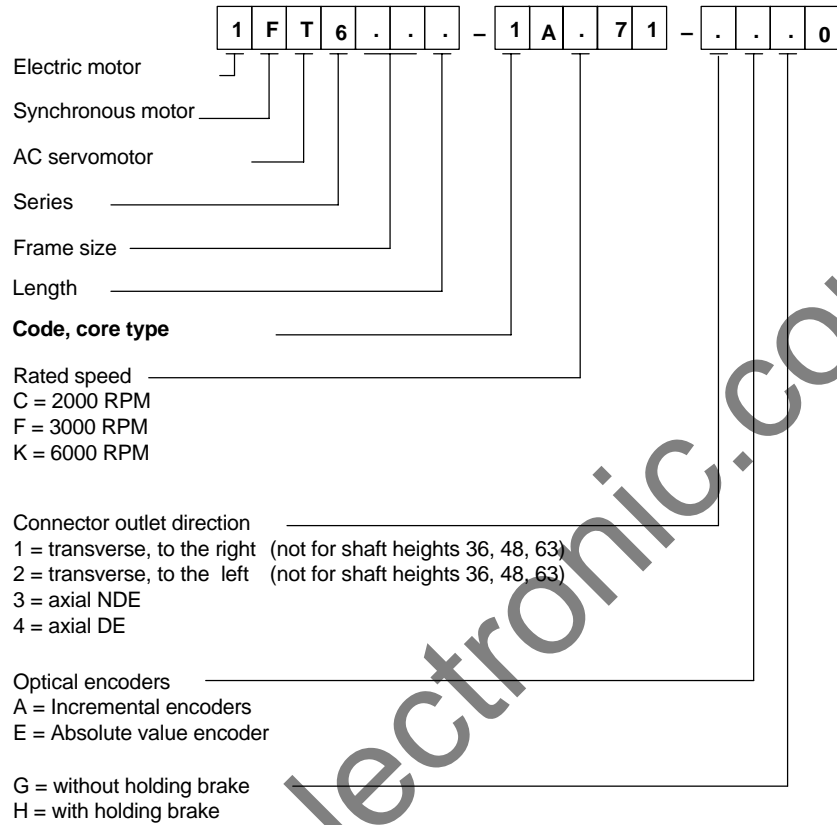 1 F T 6 . . . – 1 A . 7 1 – . . . 0
Electric motor
Synchronous motor
AC servomotor
Series
Frame size
Length
Code, core type
Rated speed
C = 2000 RPM
F = 3000 RPM
K = 6000 RPM
Connector outlet direction
1 = transverse, to the right (not for shaft heights 36, 48, 63)
2 = transverse, to the left (not for shaft heights 36, 48, 63)
3 = axial NDE
4 = axial DE
Optical encoders
A = Incremental encoders
E = Absolute value encoder
G = without holding brake
H = with holding brake
lectronic.co